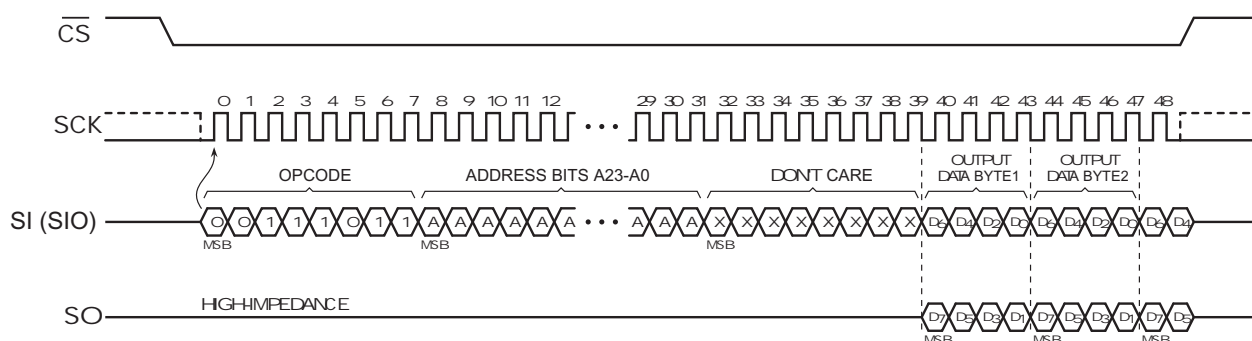 CS
0 1 2 3 4 5 6 7 8 9 10 11 12 29 30 31 32 33 34 35 36 37 38 39 40 41 42 43 44 45 46 47 48
SCK
• • •
OPCODE ADDRESS BITS A23-A0 DON'T CARE OUTPUT DATA BYTE1 OUTPUT DATA BYTE2
SI (SIO) 0 0 1 1 1 0 1 1 A A A A A A • • • A A A X X X X X X X X D6 D4 D2 D0 D6 D4 D2 D0 D6 D4
MSB MSB MSB
HIGH-IMPEDANCE
SO D7 D5 D3 D1 D7 D5 D3 D1 D7 D5
MSB MSB MSB